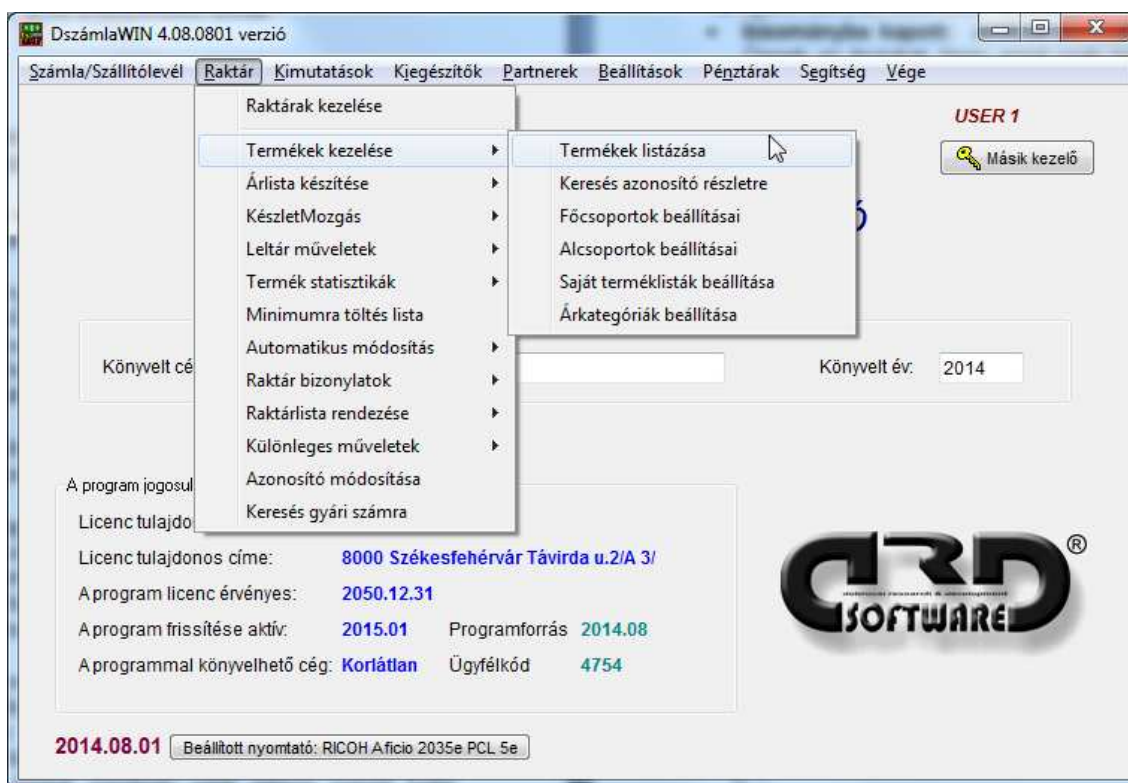 DszámlaWIN 4.08.0801 verzió
Számla/Szállítólevél Raktár Kimutatások Kiegészítők Partnerek Beállítások Pénztárak Segítség Vége
Raktárak kezelése
USER 1
Termékek kezelése
Termékek listázása
Másik kezelő
Árlista készítése
Keresés azonosító részletre
KészletMozgás
Főcsoportok beállításai
Leltár műveletek
Alcsoportok beállításai
Termék statisztikák
Saját terméklisták beállítása
Minimumra töltés lista
Árkategóriák beállítása
Automatikus módosítás
Könyvelt cé
Könyvelt év: 2014
Raktár bizonylatok
Raktárlista rendezése
Különleges műveletek
Azonosító módosítása
A program jogosul
Keresés gyári számra
Licenc tulajdo
Licenc tulajdonos címe: 8000 Székesfehérvár Távirda u.2/A 3/
A program licenc érvényes: 2050.12.31
A program frissítése aktív: 2015.01 Programforrás 2014.08
A programmal könyvelhető cég: Korlátlan Ügyfélkód 4754
DRD ®
SOFTWARE
2014.08.01 Beállított nyomtató: RICOH Aficio 2035e PCL 5e